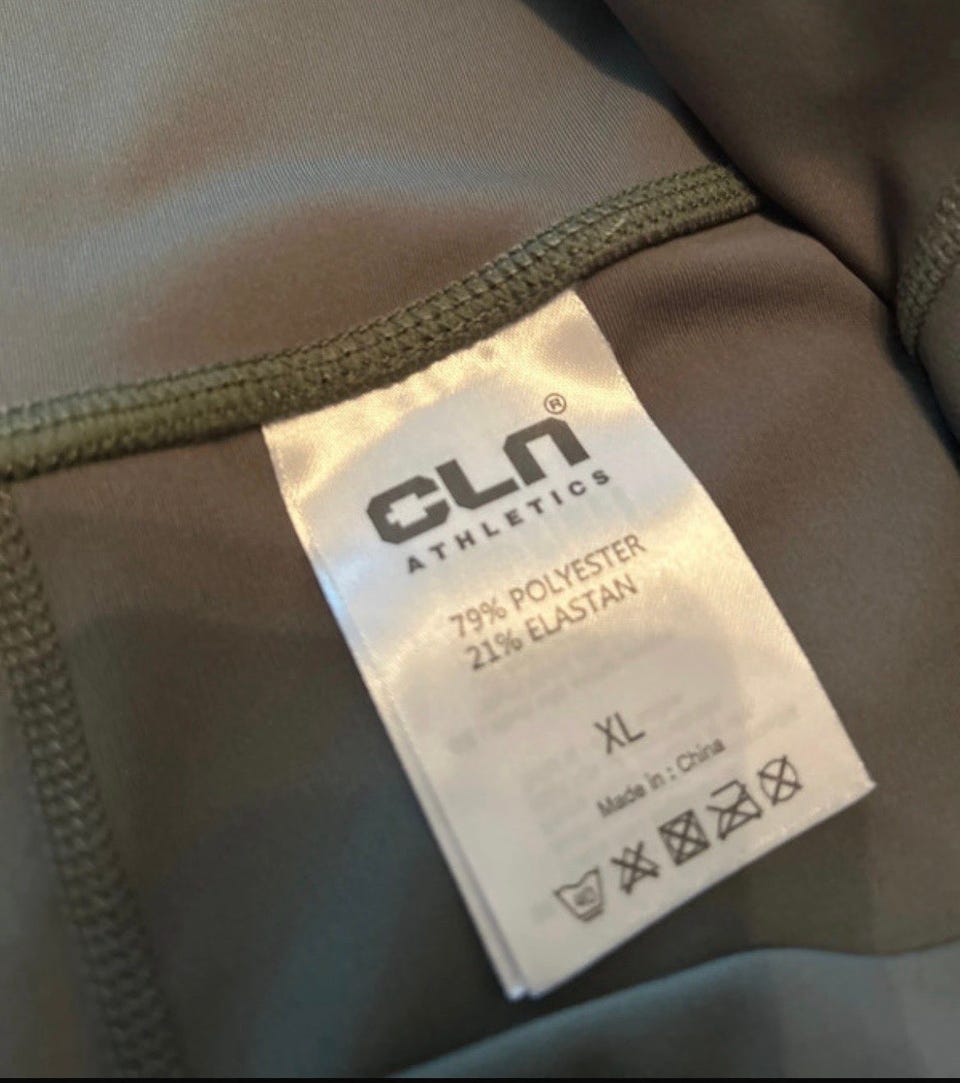 CLN®
ATHLETICS
79% POLYESTER
21% ELASTAN
XL
Made in : China